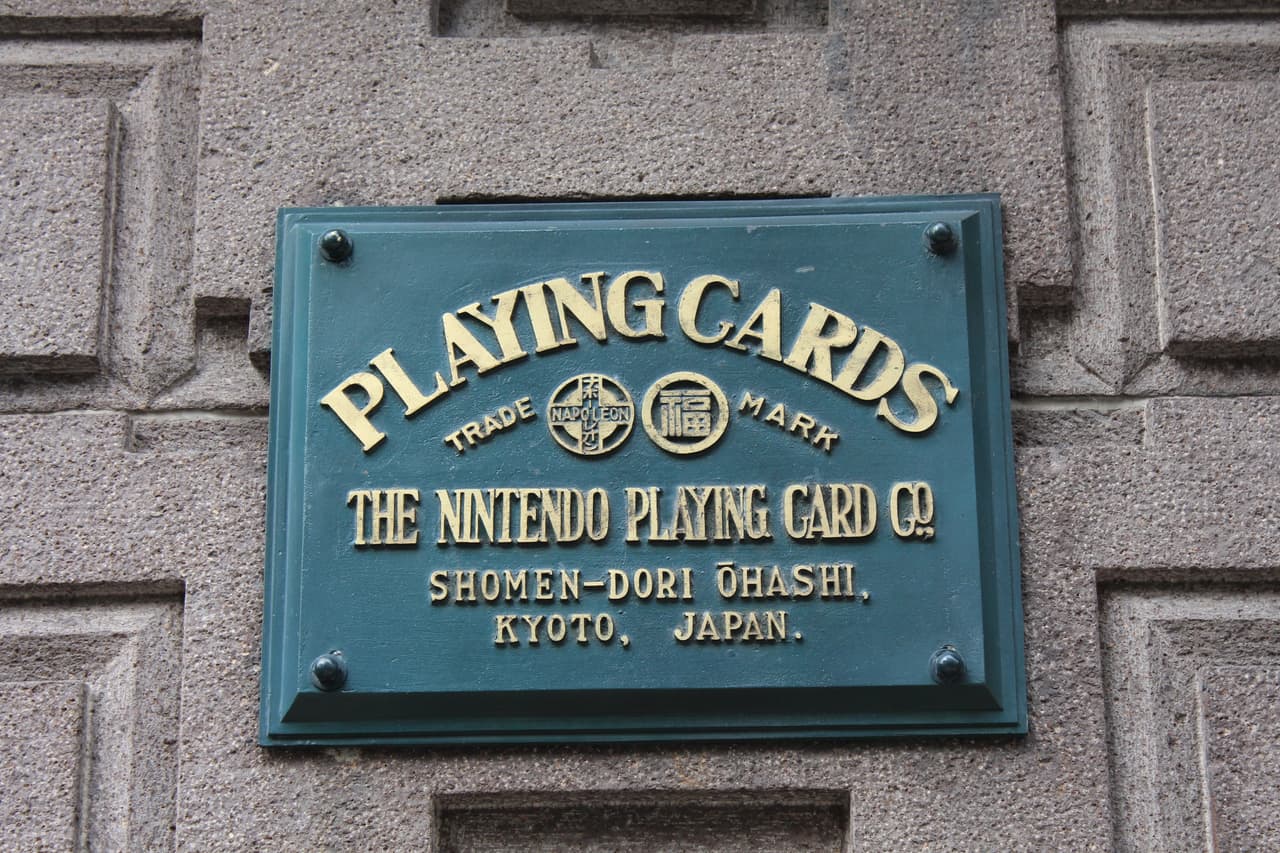 PLAYING CARDS
TRADE NAPOLEON 福 MARK
THE NINTENDO PLAYING CARD CO.
SHOMEN-DORI ŌHASHI,
KYOTO, JAPAN.